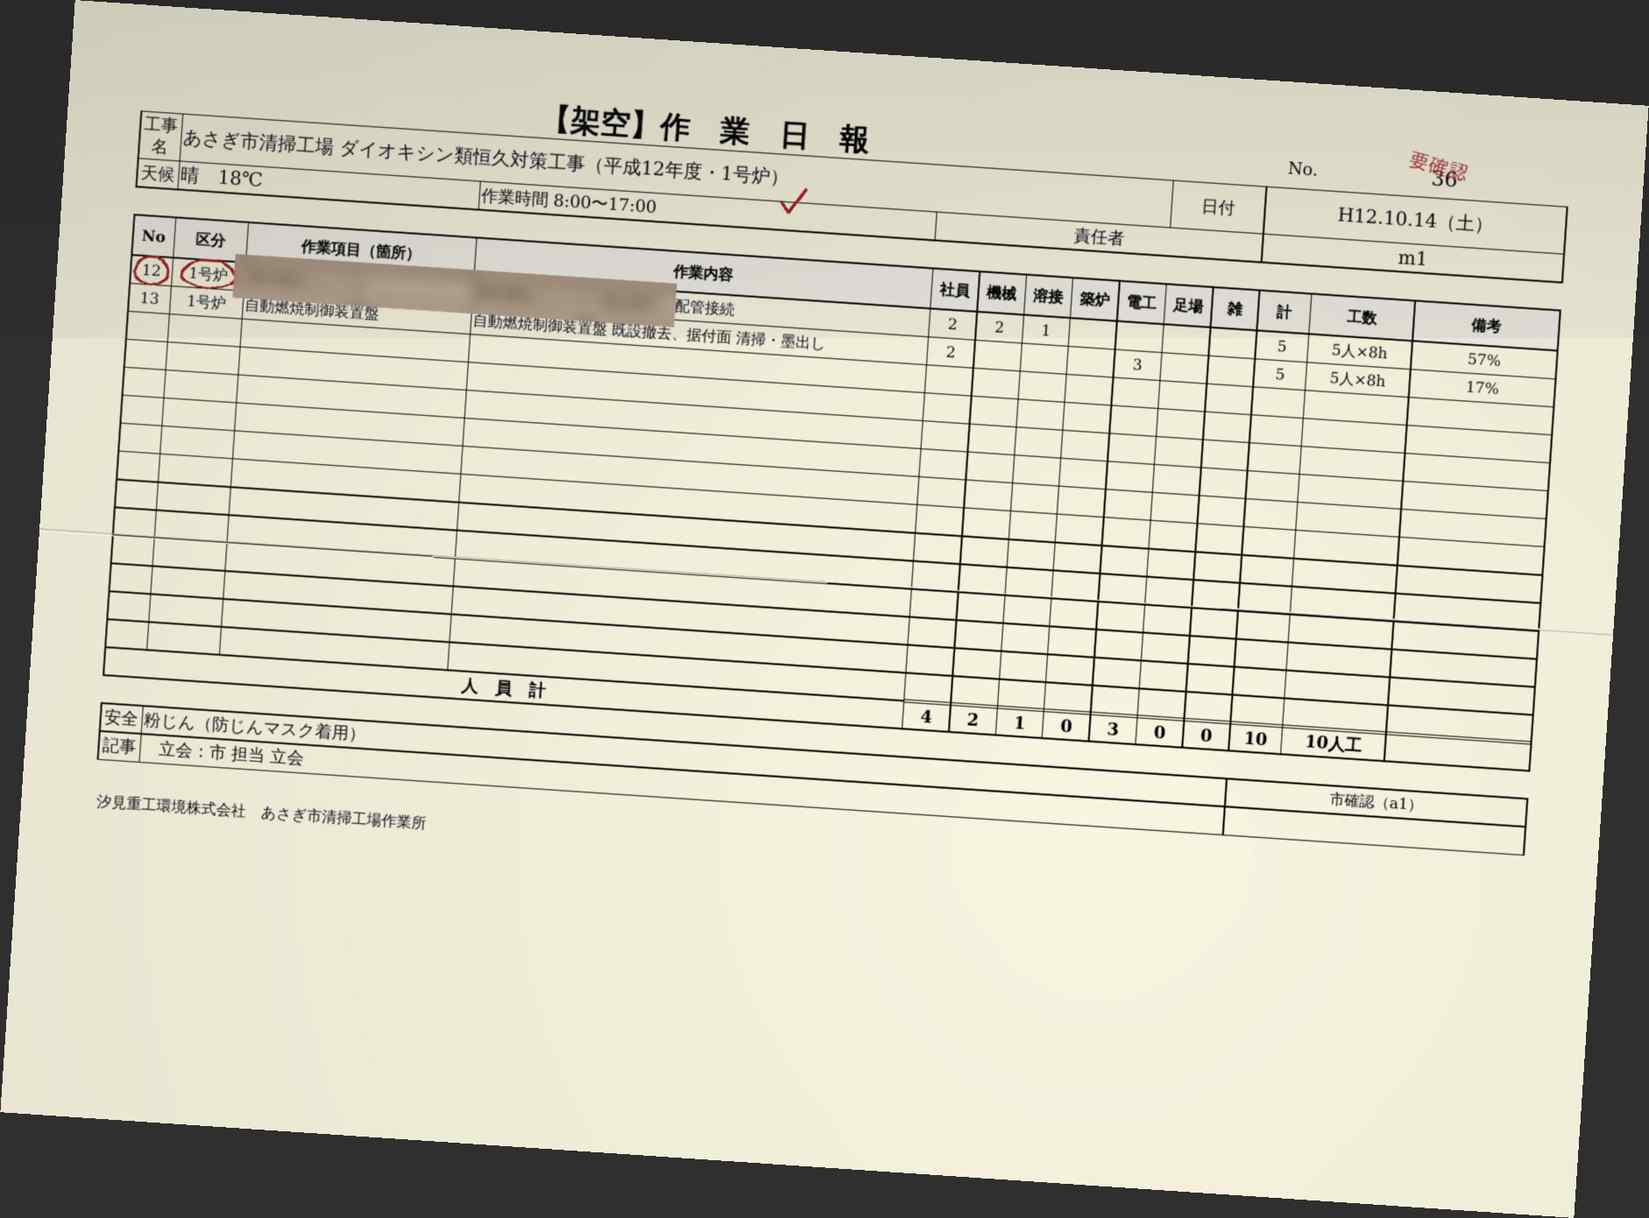 【架空】作 業 日 報
工事名 あさぎ市清掃工場 ダイオキシン類恒久対策工事（平成12年度・1号炉）
No. 36 要確認
日付 H12.10.14（土）
天候 晴 18℃ 作業時間 8:00〜17:00 責任者 m1
No 区分 作業項目（箇所） 作業内容 社員 機械 溶接 築炉 電工 足場 雑 計 工数 備考
12 1号炉 配管接続 2 2 1 5 5人×8h 57%
13 1号炉 自動燃焼制御装置盤 自動燃焼制御装置盤 既設撤去、据付面 清掃・墨出し 2 3 5 5人×8h 17%
人 員 計 4 2 1 0 3 0 0 10 10人工
安全 粉じん（防じんマスク着用）
記事 立会：市 担当 立会
市確認（a1）
汐見重工環境株式会社 あさぎ市清掃工場作業所